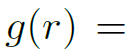 g(r) =